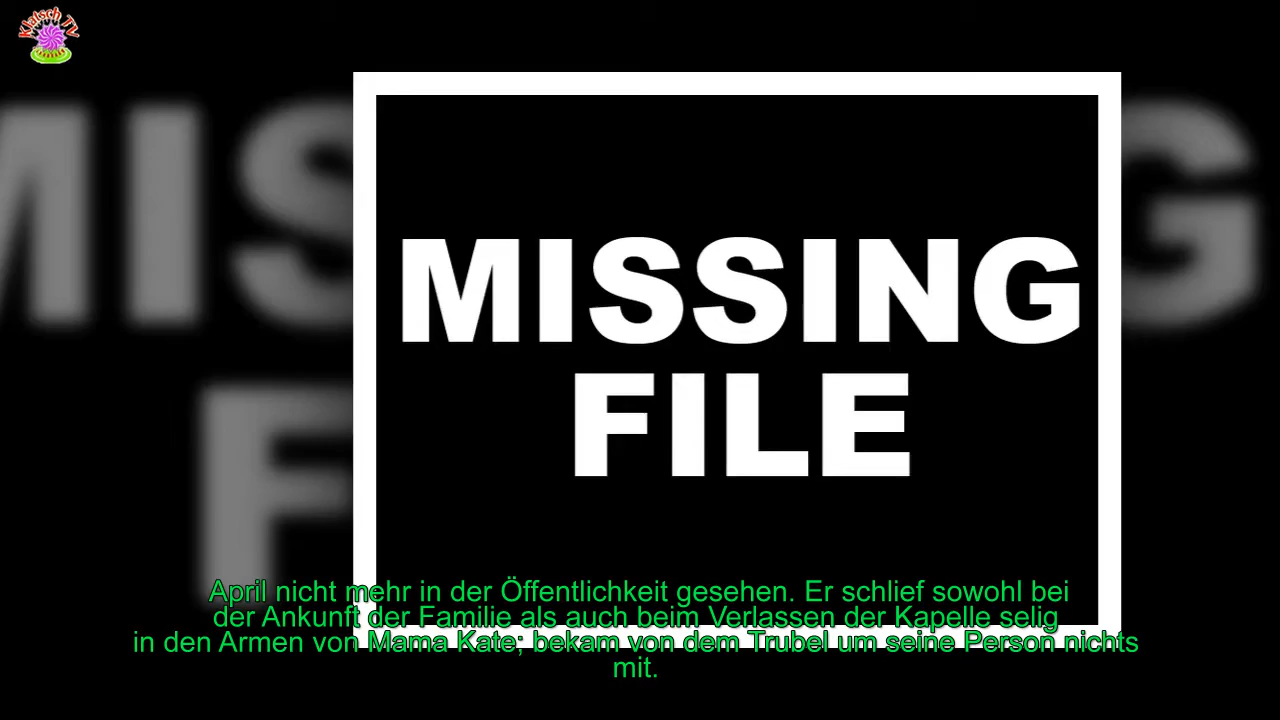 Klatsch TV
MISSING
FILE
April nicht mehr in der Öffentlichkeit gesehen. Er schlief sowohl bei
der Ankunft der Familie als auch beim Verlassen der Kapelle selig
in den Armen von Mama Kate; bekam von dem Trubel um seine Person nichts
mit.